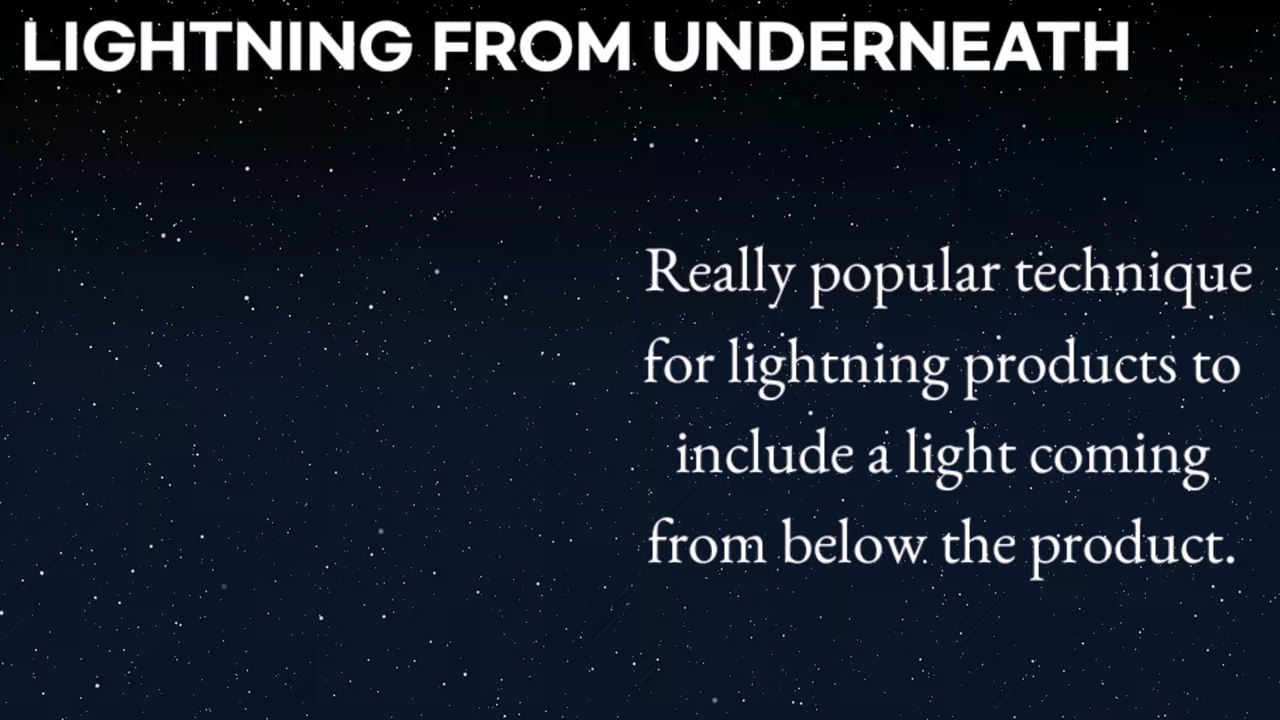 LIGHTNING FROM UNDERNEATH
Really popular technique
for lightning products to
include a light coming
from below the product.